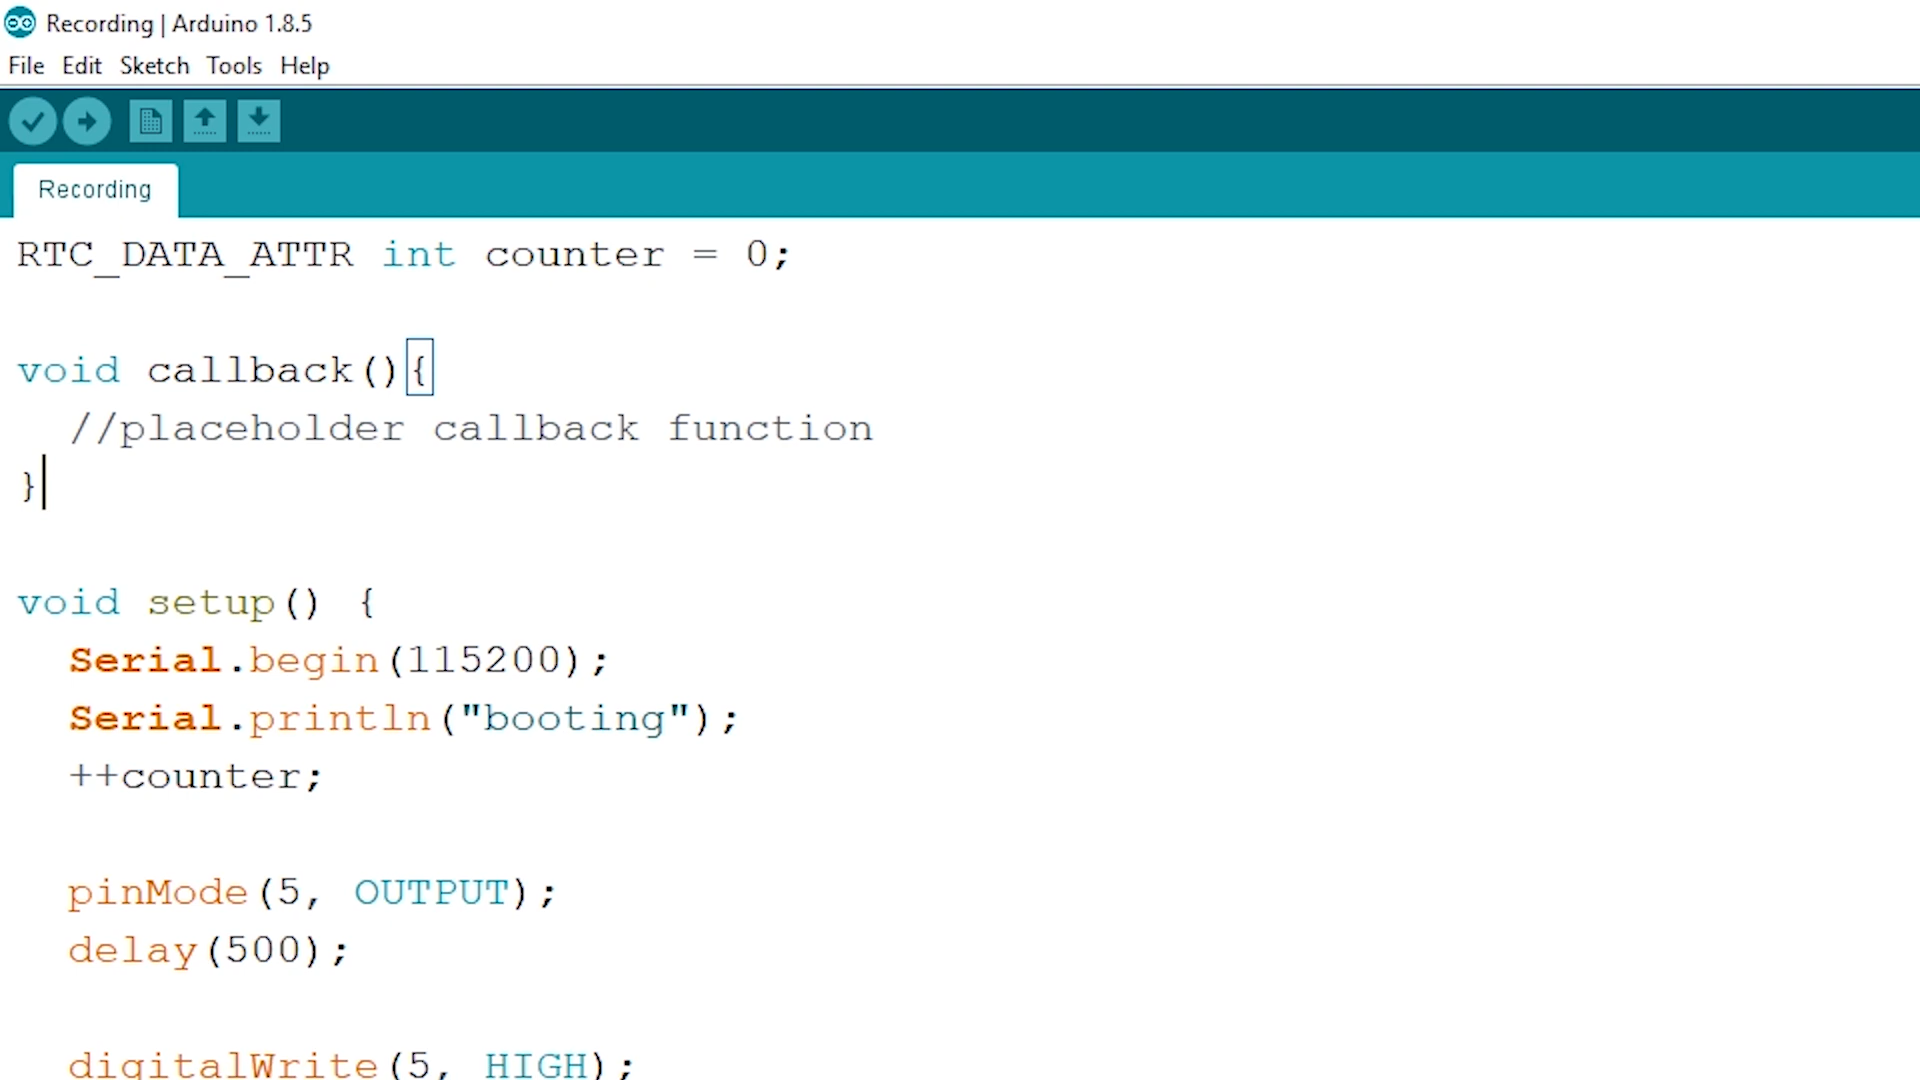 Recording | Arduino 1.8.5
File Edit Sketch Tools Help
Recording
RTC_DATA_ATTR int counter = 0;
void callback(){
  //placeholder callback function
}
void setup() {
  Serial.begin(115200);
  Serial.println("booting");
  ++counter;
  pinMode(5, OUTPUT);
  delay(500);
  digitalWrite(5, HIGH);